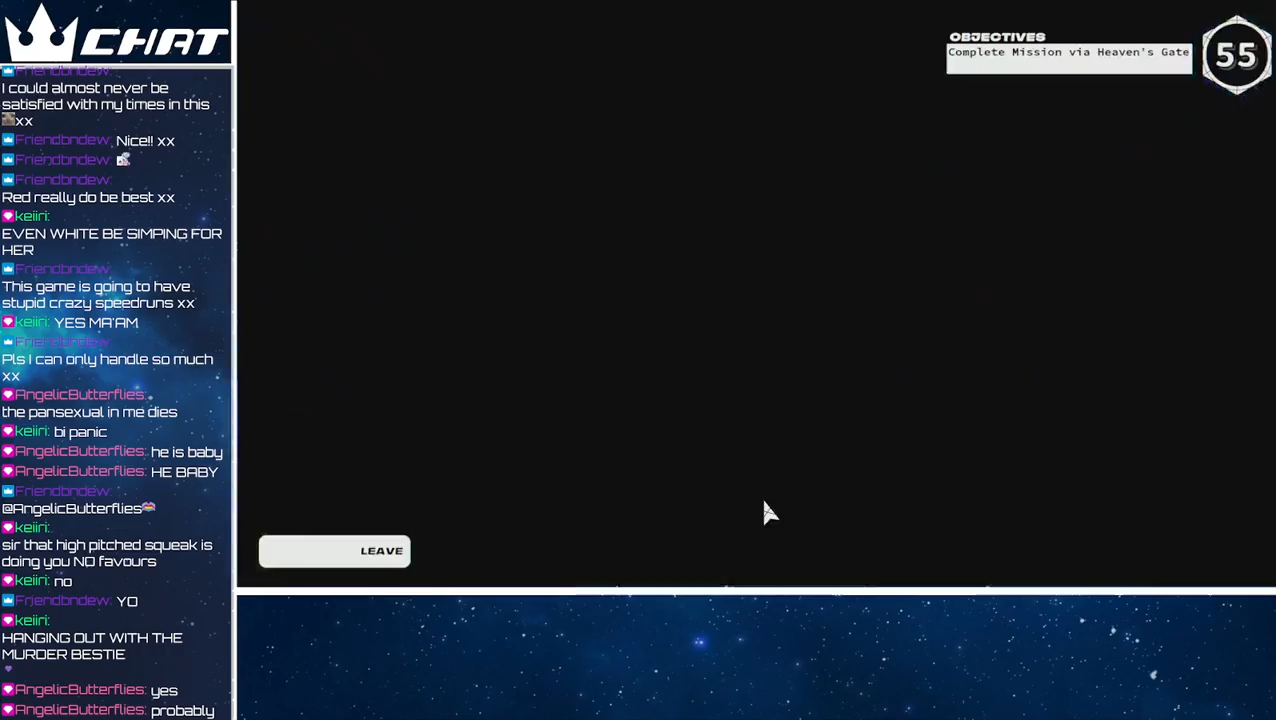 CHAT
Friendbndew:
I could almost never be
satisfied with my times in this
xx
Friendbndew: Nice!! xx
Friendbndew:
Friendbndew:
Red really do be best xx
keiiri:
EVEN WHITE BE SIMPING FOR
HER
Friendbndew:
This game is going to have
stupid crazy speedruns xx
keiiri: YES MA'AM
Friendbndew:
Pls I can only handle so much
xx
AngelicButterflies:
the pansexual in me dies
keiiri: bi panic
AngelicButterflies: he is baby
AngelicButterflies: HE BABY
Friendbndew:
@AngelicButterflies
keiiri:
sir that high pitched squeak is
doing you NO favours
keiiri: no
Friendbndew: YO
keiiri:
HANGING OUT WITH THE
MURDER BESTIE
AngelicButterflies: yes
AngelicButterflies: probably
OBJECTIVES
Complete Mission via Heaven's Gate
55
LEAVE